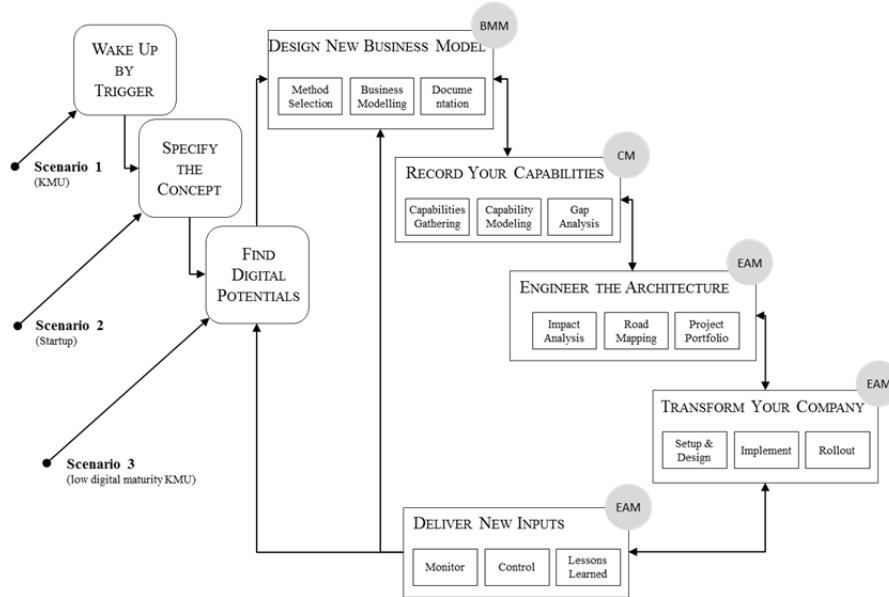 WAKE UP
BY
TRIGGER
Scenario 1
(KMU)
SPECIFY
THE
CONCEPT
Scenario 2
(Startup)
FIND
DIGITAL
POTENTIALS
Scenario 3
(low digital maturity KMU)
BMM
DESIGN NEW BUSINESS MODEL
Method
Selection
Business
Modelling
Docume
ntation
CM
RECORD YOUR CAPABILITIES
Capabilities
Gathering
Capability
Modeling
Gap
Analysis
EAM
ENGINEER THE ARCHITECTURE
Impact
Analysis
Road
Mapping
Project
Portfolio
EAM
TRANSFORM YOUR COMPANY
Setup &
Design
Implement
Rollout
EAM
DELIVER NEW INPUTS
Monitor
Control
Lessons
Learned